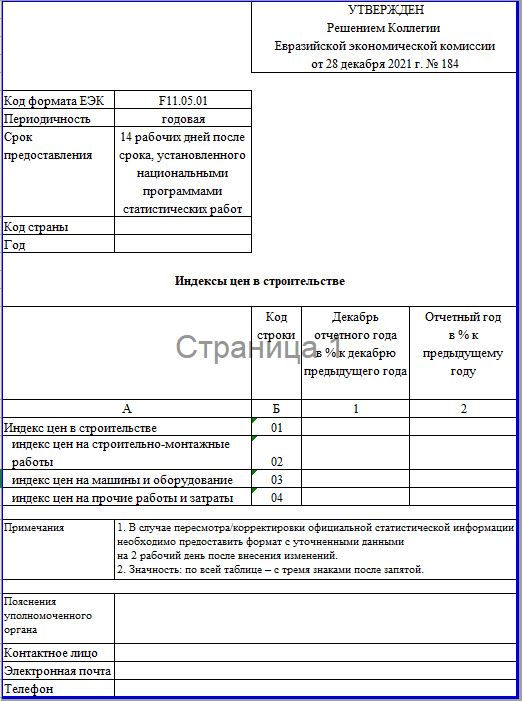 УТВЕРЖДЕН
Решением Коллегии
Евразийской экономической комиссии
от 28 декабря 2021 г. № 184
Код формата ЕЭК F11.05.01
Периодичность годовая
Срок предоставления 14 рабочих дней после
срока, установленного
национальными
программами
статистических работ
Код страны
Год
Индексы цен в строительстве
Код строки
Декабрь
отчетного года
в % к декабрю
предыдущего года
Отчетный год
в % к
предыдущему
году
Страница 1
А Б 1 2
Индекс цен в строительстве 01
индекс цен на строительно-монтажные
работы 02
индекс цен на машины и оборудование 03
индекс цен на прочие работы и затраты 04
Примечания
1. В случае пересмотра/корректировки официальной статистической информации
необходимо предоставить формат с уточненными данными
на 2 рабочий день после внесения изменений.
2. Значность: по всей таблице – с тремя знаками после запятой.
Пояснения
уполномоченного
органа
Контактное лицо
Электронная почта
Телефон